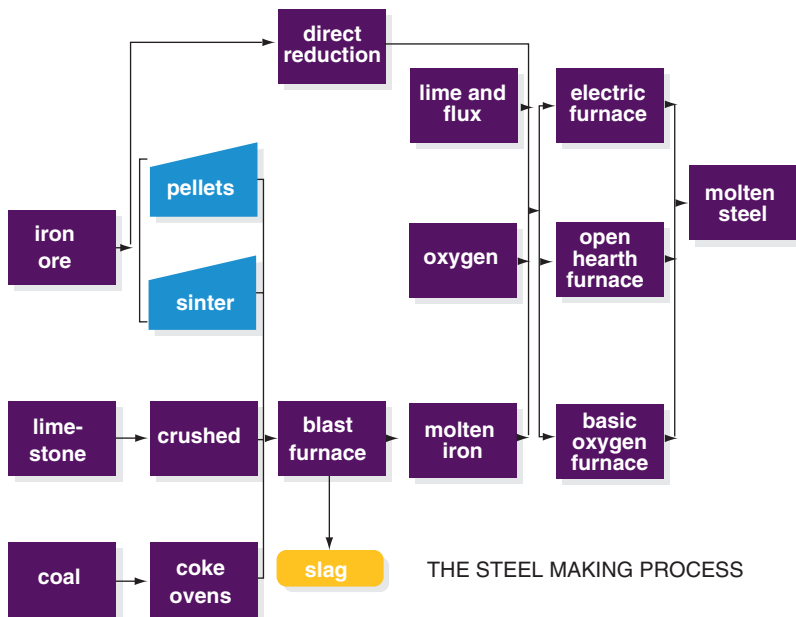 direct
reduction
lime and
flux
electric
furnace
pellets
molten
steel
iron
ore
oxygen
open
hearth
furnace
sinter
lime-
stone
crushed
blast
furnace
molten
iron
basic
oxygen
furnace
coal
coke
ovens
slag
THE STEEL MAKING PROCESS